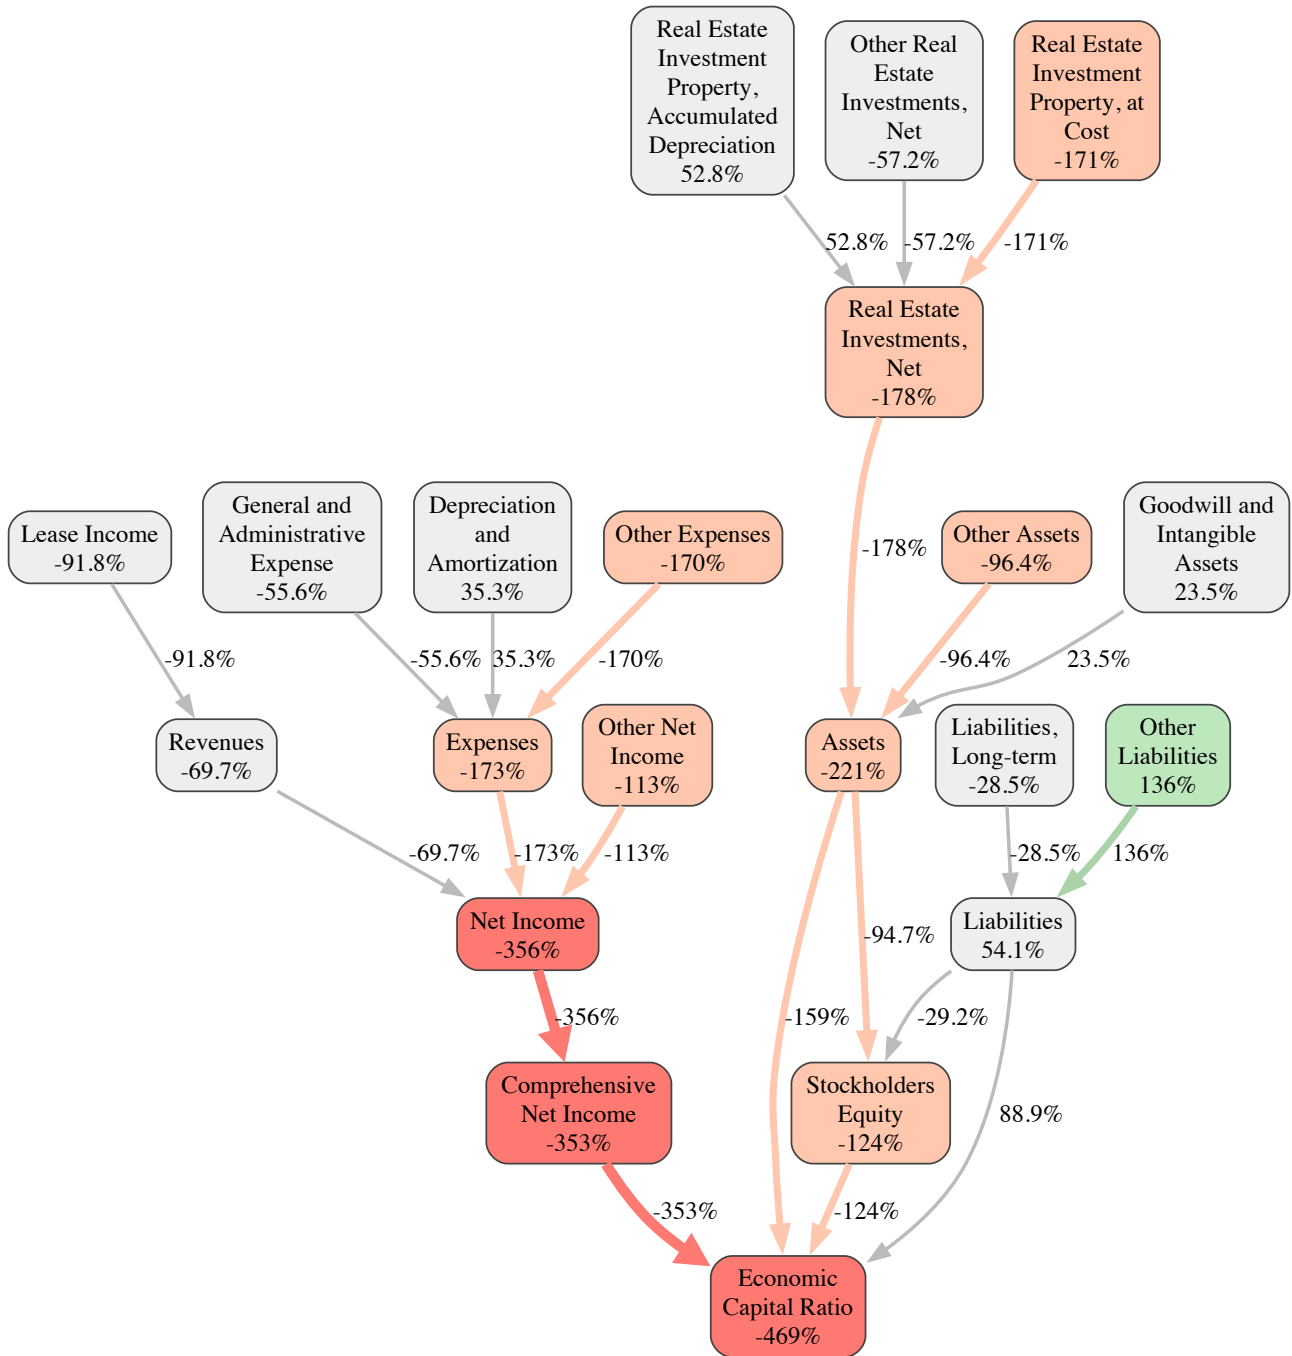 Real Estate
Investment
Property,
Accumulated
Depreciation
52.8%
Other Real
Estate
Investments,
Net
-57.2%
Real Estate
Investment
Property, at
Cost
-171%
52.8%
-57.2%
-171%
Real Estate
Investments,
Net
-178%
Lease Income
-91.8%
General and
Administrative
Expense
-55.6%
Depreciation
and
Amortization
35.3%
Other Expenses
-170%
-178%
Other Assets
-96.4%
Goodwill and
Intangible
Assets
23.5%
-91.8%
-55.6%
35.3%
-170%
-96.4%
23.5%
Revenues
-69.7%
Expenses
-173%
Other Net
Income
-113%
Assets
-221%
Liabilities,
Long-term
-28.5%
Other
Liabilities
136%
-69.7%
-173%
-113%
-28.5%
136%
Net Income
-356%
-94.7%
Liabilities
54.1%
-356%
-159%
-29.2%
Comprehensive
Net Income
-353%
Stockholders
Equity
-124%
88.9%
-353%
-124%
Economic
Capital Ratio
-469%